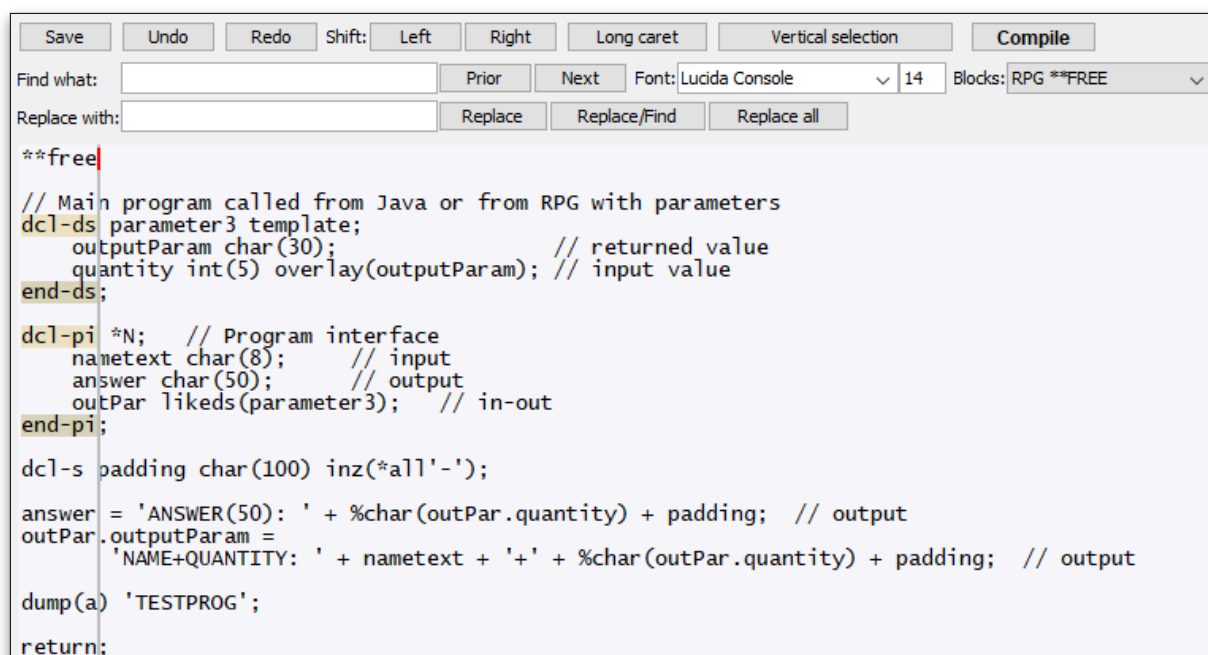 Save Undo Redo Shift: Left Right Long caret Vertical selection Compile
Find what: Prior Next Font: Lucida Console 14 Blocks: RPG **FREE
Replace with: Replace Replace/Find Replace all
**free
// Main program called from Java or from RPG with parameters
dcl-ds parameter3 template;
    outputParam char(30);                // returned value
    quantity int(5) overlay(outputParam); // input value
end-ds;
dcl-pi *N;   // Program interface
    nametext char(8);      // input
    answer char(50);       // output
    outPar likeds(parameter3);   // in-out
end-pi;
dcl-s padding char(100) inz(*all'-');
answer = 'ANSWER(50): ' + %char(outPar.quantity) + padding;  // output
outPar.outputParam =
        'NAME+QUANTITY: ' + nametext + '+' + %char(outPar.quantity) + padding;  // output
dump(a) 'TESTPROG';
return;